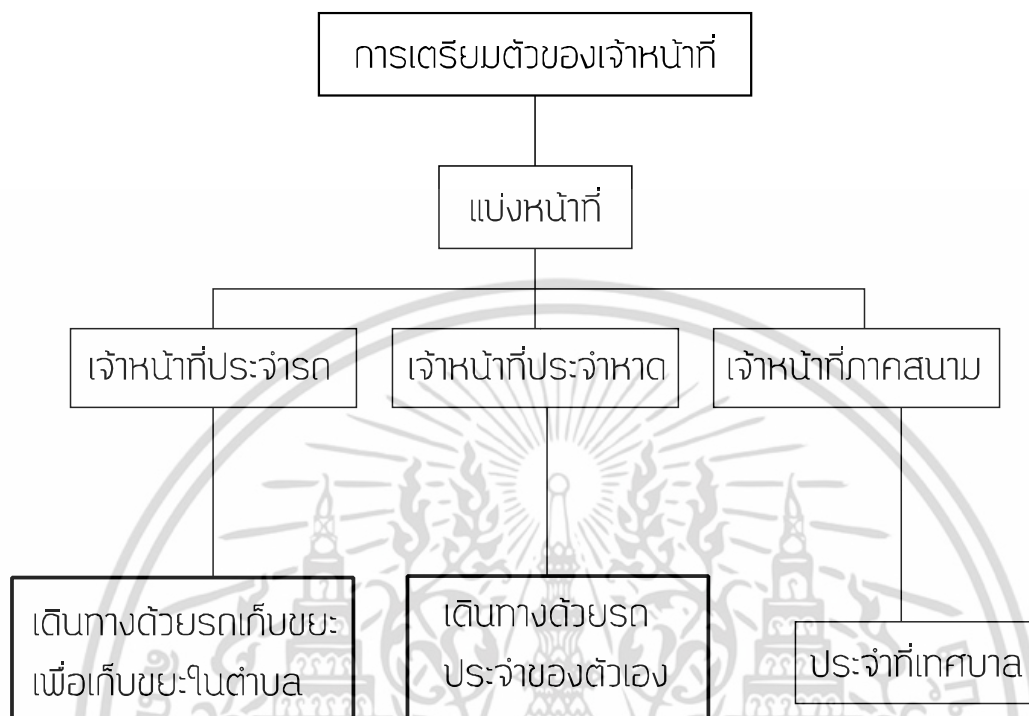 การเตรียมตัวของเจ้าหน้าที่
แบ่งหน้าที่
เจ้าหน้าที่ประจำรถ
เจ้าหน้าที่ประจำหาด
เจ้าหน้าที่ภาคสนาม
เดินทางด้วยรถเก็บขยะ
เพื่อเก็บขยะในตำบล
เดินทางด้วยรถ
ประจำของตัวเอง
ประจำที่เทศบาล